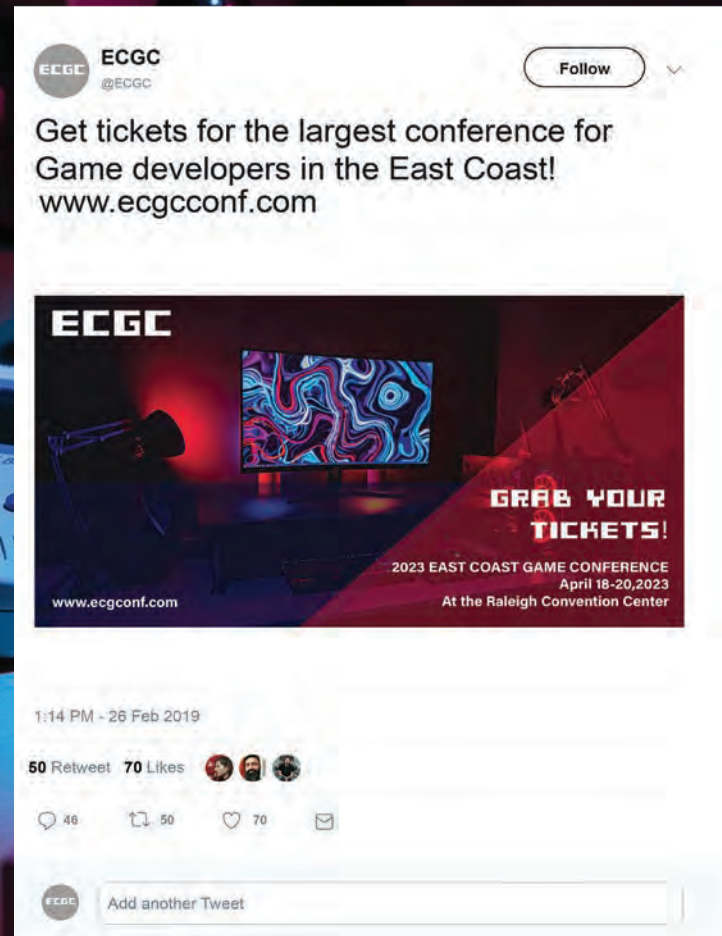 ECGC
ECGC
@ECGC
Follow
Get tickets for the largest conference for
Game developers in the East Coast!
www.ecgcconf.com
ECGC
GRAB YOUR
TICKETS!
2023 EAST COAST GAME CONFERENCE
April 18-20,2023
www.ecgconf.com
At the Raleigh Convention Center
1:14 PM - 26 Feb 2019
50 Retweet 70 Likes
46 50 70
ECGC
Add another Tweet